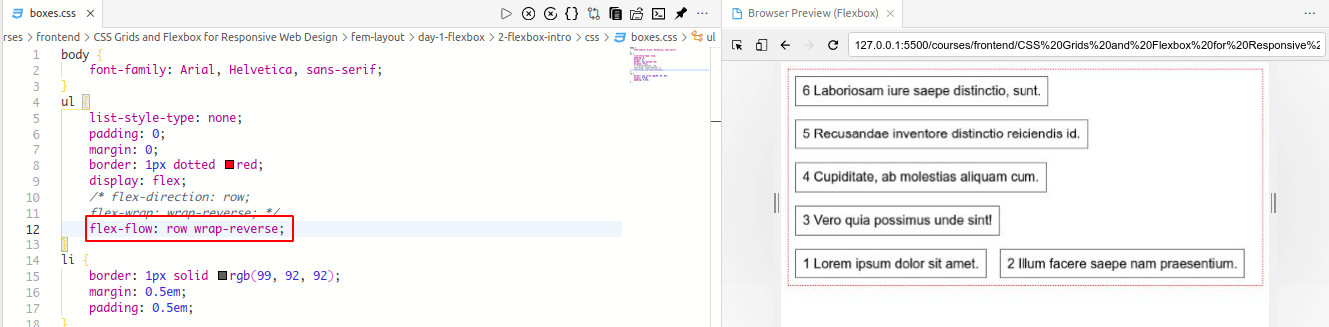 boxes.css
Browser Preview (Flexbox)
rses > frontend > CSS Grids and Flexbox for Responsive Web Design > fem-layout > day-1-flexbox > 2-flexbox-intro > css > boxes.css > ul
127.0.0.1:5500/courses/frontend/CSS%20Grids%20and%20Flexbox%20for%20Responsive%2
1 body {
2 font-family: Arial, Helvetica, sans-serif;
3 }
4 ul {
5 list-style-type: none;
6 padding: 0;
7 margin: 0;
8 border: 1px dotted red;
9 display: flex;
10 /* flex-direction: row;
11 flex-wrap: wrap-reverse; */
12 flex-flow: row wrap-reverse;
13 }
14 li {
15 border: 1px solid rgb(99, 92, 92);
16 margin: 0.5em;
17 padding: 0.5em;
18 }
6 Laboriosam iure saepe distinctio, sunt.
5 Recusandae inventore distinctio reiciendis id.
4 Cupiditate, ab molestias aliquam cum.
3 Vero quia possimus unde sint!
1 Lorem ipsum dolor sit amet.
2 Illum facere saepe nam praesentium.